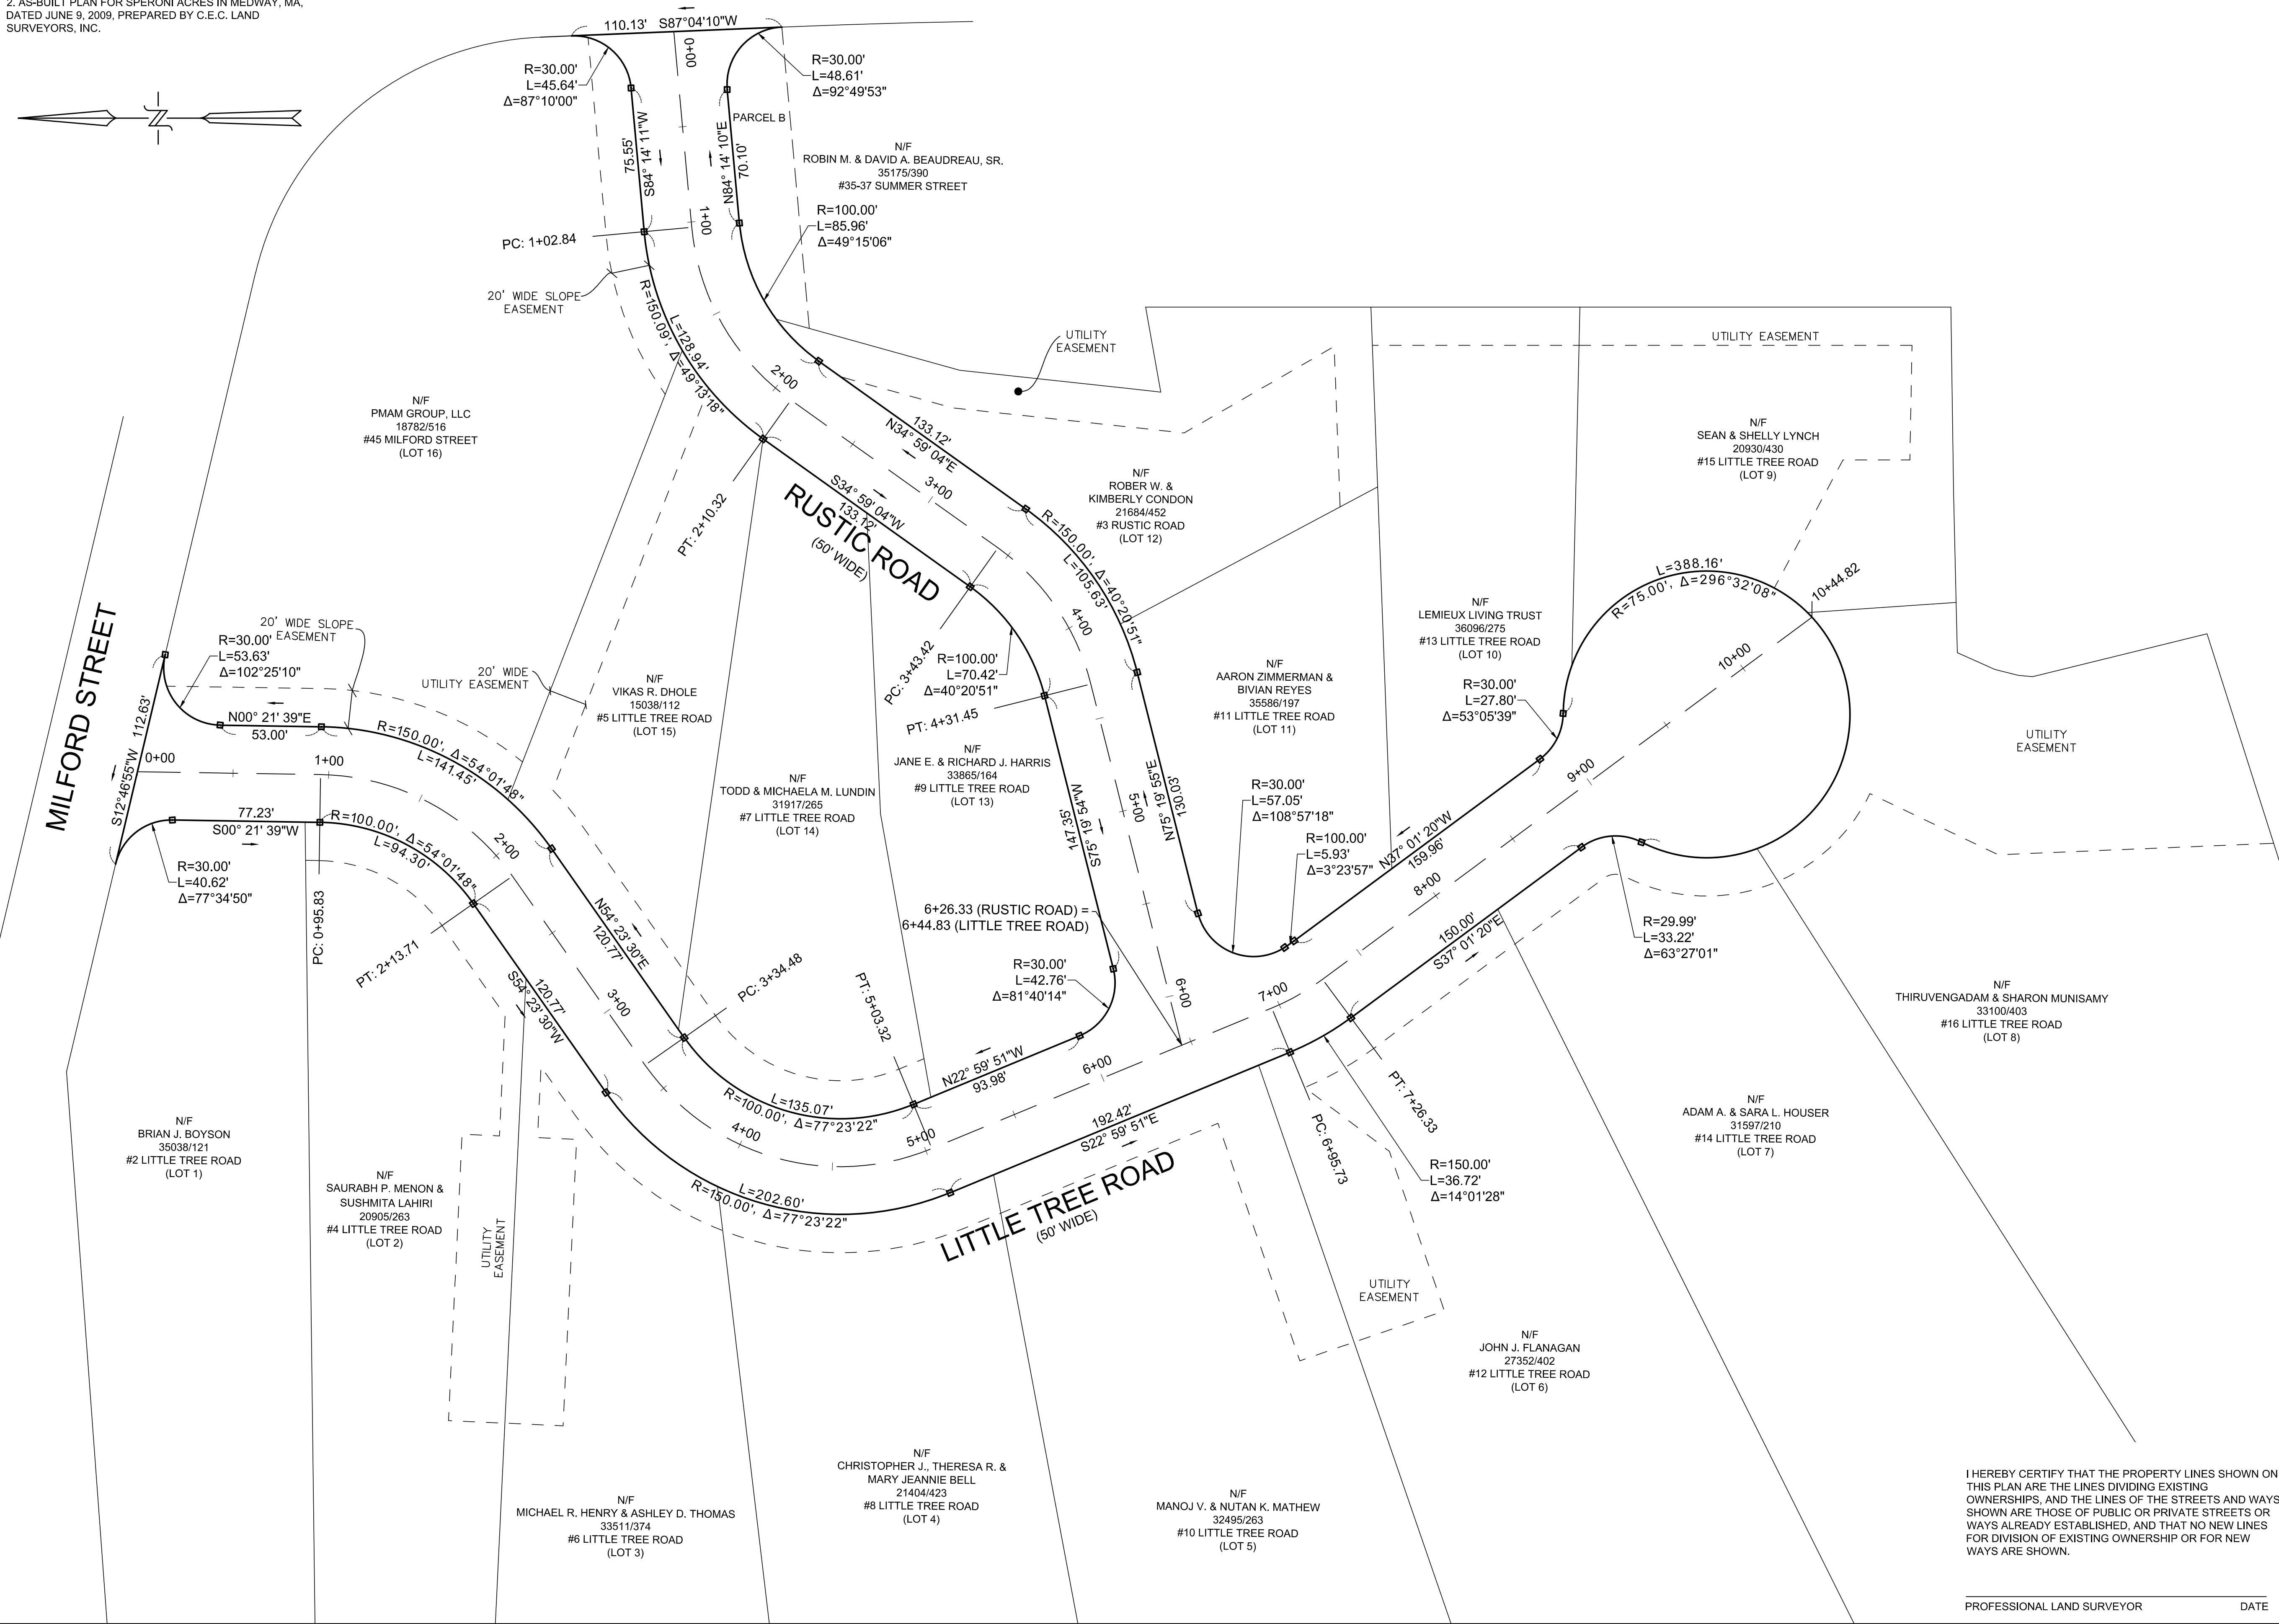 2. AS-BUILT PLAN FOR SPERONI ACRES IN MEDWAY, MA,
DATED JUNE 9, 2009, PREPARED BY C.E.C. LAND
SURVEYORS, INC.
N
110.13' S87°04'10"W
0+00
R=30.00'
L=45.64'
Δ=87°10'00"
R=30.00'
L=48.61'
Δ=92°49'53"
PARCEL B
75.55'
S84° 14' 11"W
N84° 14' 10"E
70.10'
N/F
ROBIN M. & DAVID A. BEAUDREAU, SR.
35175/390
#35-37 SUMMER STREET
1+00
PC: 1+02.84
R=100.00'
L=85.96'
Δ=49°15'06"
20' WIDE SLOPE
EASEMENT
R=150.09', Δ=49°13'18"
L=128.94'
UTILITY
EASEMENT
UTILITY EASEMENT
2+00
N/F
PMAM GROUP, LLC
18782/516
#45 MILFORD STREET
(LOT 16)
133.12'
N34° 59' 04"E
N/F
SEAN & SHELLY LYNCH
20930/430
#15 LITTLE TREE ROAD
(LOT 9)
PT: 2+10.32
S34° 59' 04"W
133.12'
RUSTIC ROAD
(50' WIDE)
3+00
N/F
ROBER W. &
KIMBERLY CONDON
21684/452
#3 RUSTIC ROAD
(LOT 12)
R=150.00', Δ=40°20'51"
L=105.63'
4+00
PC: 3+43.42
R=100.00'
L=70.42'
Δ=40°20'51"
PT: 4+31.45
L=388.16'
R=75.00', Δ=296°32'08"
10+44.82
10+00
N/F
LEMIEUX LIVING TRUST
36096/275
#13 LITTLE TREE ROAD
(LOT 10)
R=30.00'
L=27.80'
Δ=53°05'39"
MILFORD STREET
S12°46'55"W 112.63'
20' WIDE SLOPE
EASEMENT
R=30.00'
L=53.63'
Δ=102°25'10"
N00° 21' 39"E
53.00'
20' WIDE
UTILITY EASEMENT
N/F
VIKAS R. DHOLE
15038/112
#5 LITTLE TREE ROAD
(LOT 15)
N/F
AARON ZIMMERMAN &
BIVIAN REYES
35586/197
#11 LITTLE TREE ROAD
(LOT 11)
UTILITY
EASEMENT
0+00
1+00
R=150.00', Δ=54°01'48"
L=141.45'
N/F
TODD & MICHAELA M. LUNDIN
31917/265
#7 LITTLE TREE ROAD
(LOT 14)
N/F
JANE E. & RICHARD J. HARRIS
33865/164
#9 LITTLE TREE ROAD
(LOT 13)
147.35'
S75° 19' 54"W
5+00
N75° 19' 55"E
130.03'
R=30.00'
L=57.05'
Δ=108°57'18"
R=100.00'
L=5.93'
Δ=3°23'57"
N37° 01' 20"W
159.96'
9+00
8+00
77.23'
S00° 21' 39"W
R=100.00', Δ=54°01'48"
L=94.30'
2+00
R=30.00'
L=40.62'
Δ=77°34'50"
PC: 0+95.83
PT: 2+13.71
6+26.33 (RUSTIC ROAD) =
6+44.83 (LITTLE TREE ROAD)
N54° 23' 30"E
120.77'
120.77'
S54° 23' 30"W
3+00
PC: 3+34.48
PT: 5+03.32
R=30.00'
L=42.76'
Δ=81°40'14"
6+00
7+00
150.00'
S37° 01' 20"E
R=29.99'
L=33.22'
Δ=63°27'01"
N22° 59' 51"W
93.98'
6+00
L=135.07'
R=100.00', Δ=77°23'22"
4+00
5+00
192.42'
S22° 59' 51"E
PT: 7+26.33
PC: 6+95.73
R=150.00'
L=36.72'
Δ=14°01'28"
L=202.60'
R=150.00', Δ=77°23'22"
LITTLE TREE ROAD
(50' WIDE)
N/F
THIRUVENGADAM & SHARON MUNISAMY
33100/403
#16 LITTLE TREE ROAD
(LOT 8)
N/F
ADAM A. & SARA L. HOUSER
31597/210
#14 LITTLE TREE ROAD
(LOT 7)
N/F
BRIAN J. BOYSON
35038/121
#2 LITTLE TREE ROAD
(LOT 1)
N/F
SAURABH P. MENON &
SUSHMITA LAHIRI
20905/263
#4 LITTLE TREE ROAD
(LOT 2)
UTILITY
EASEMENT
UTILITY
EASEMENT
N/F
JOHN J. FLANAGAN
27352/402
#12 LITTLE TREE ROAD
(LOT 6)
N/F
CHRISTOPHER J., THERESA R. &
MARY JEANNIE BELL
21404/423
#8 LITTLE TREE ROAD
(LOT 4)
N/F
MICHAEL R. HENRY & ASHLEY D. THOMAS
33511/374
#6 LITTLE TREE ROAD
(LOT 3)
N/F
MANOJ V. & NUTAN K. MATHEW
32495/263
#10 LITTLE TREE ROAD
(LOT 5)
I HEREBY CERTIFY THAT THE PROPERTY LINES SHOWN ON
THIS PLAN ARE THE LINES DIVIDING EXISTING
OWNERSHIPS, AND THE LINES OF THE STREETS AND WAYS
SHOWN ARE THOSE OF PUBLIC OR PRIVATE STREETS OR
WAYS ALREADY ESTABLISHED, AND THAT NO NEW LINES
FOR DIVISION OF EXISTING OWNERSHIP OR FOR NEW
WAYS ARE SHOWN.
PROFESSIONAL LAND SURVEYOR DATE